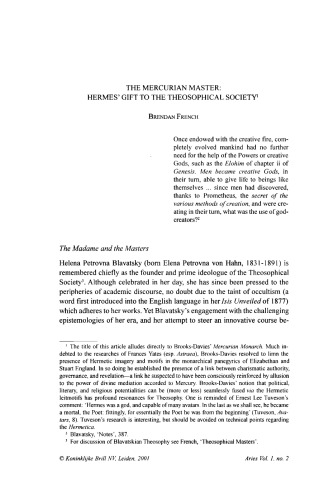 THE MERCURIAN MASTER:
HERMES' GIFT TO THE THEOSOPHICAL SOCIETY¹
BRENDAN FRENCH
Once endowed with the creative fire, com-
pletely evolved mankind had no further
need for the help of the Powers or creative
Gods, such as the Elohim of chapter ii of
Genesis. Men became creative Gods, in
their turn, able to give life to beings like
themselves ... since men had discovered,
thanks to Prometheus, the secret of the
various methods of creation, and were cre-
ating in their turn, what was the use of god-
creators?²
The Madame and the Masters
Helena Petrovna Blavatsky (born Elena Petrovna von Hahn, 1831-1891) is
remembered chiefly as the founder and prime ideologue of the Theosophical
Society³. Although celebrated in her day, she has since been pressed to the
peripheries of academic discourse, no doubt due to the taint of occultism (a
word first introduced into the English language in her Isis Unveiled of 1877)
which adheres to her works. Yet Blavatsky's engagement with the challenging
epistemologies of her era, and her attempt to steer an innovative course be-
¹ The title of this article alludes directly to Brooks-Davies' Mercurian Monarch. Much in-
debted to the researches of Frances Yates (esp. Astraea), Brooks-Davies resolved to limn the
presence of Hermetic imagery and motifs in the monarchical panegyrics of Elizabethan and
Stuart England. In so doing he established the presence of a link between charismatic authority,
governance, and revelation—a link he suspected to have been consciously reinforced by allusion
to the power of divine mediation accorded to Mercury. Brooks-Davies' notion that political,
literary, and religious potentialities can be (more or less) seamlessly fused via the Hermetic
leitmotifs has profound resonances for Theosophy. One is reminded of Ernest Lee Tuveson's
comment: 'Hermes was a god, and capable of many avatars. In the last as we shall see, he became
a mortal, the Poet: fittingly, for essentially the Poet he was from the beginning' (Tuveson, Ava-
tars, 8). Tuveson's research is interesting, but should be avoided on technical points regarding
the Hermetica.
² Blavatsky, 'Notes', 387.
³ For discussion of Blavatskian Theosophy see French, 'Theosophical Masters'.
© Koninklijke Brill NV, Leiden, 2001
Aries Vol. 1, no. 2